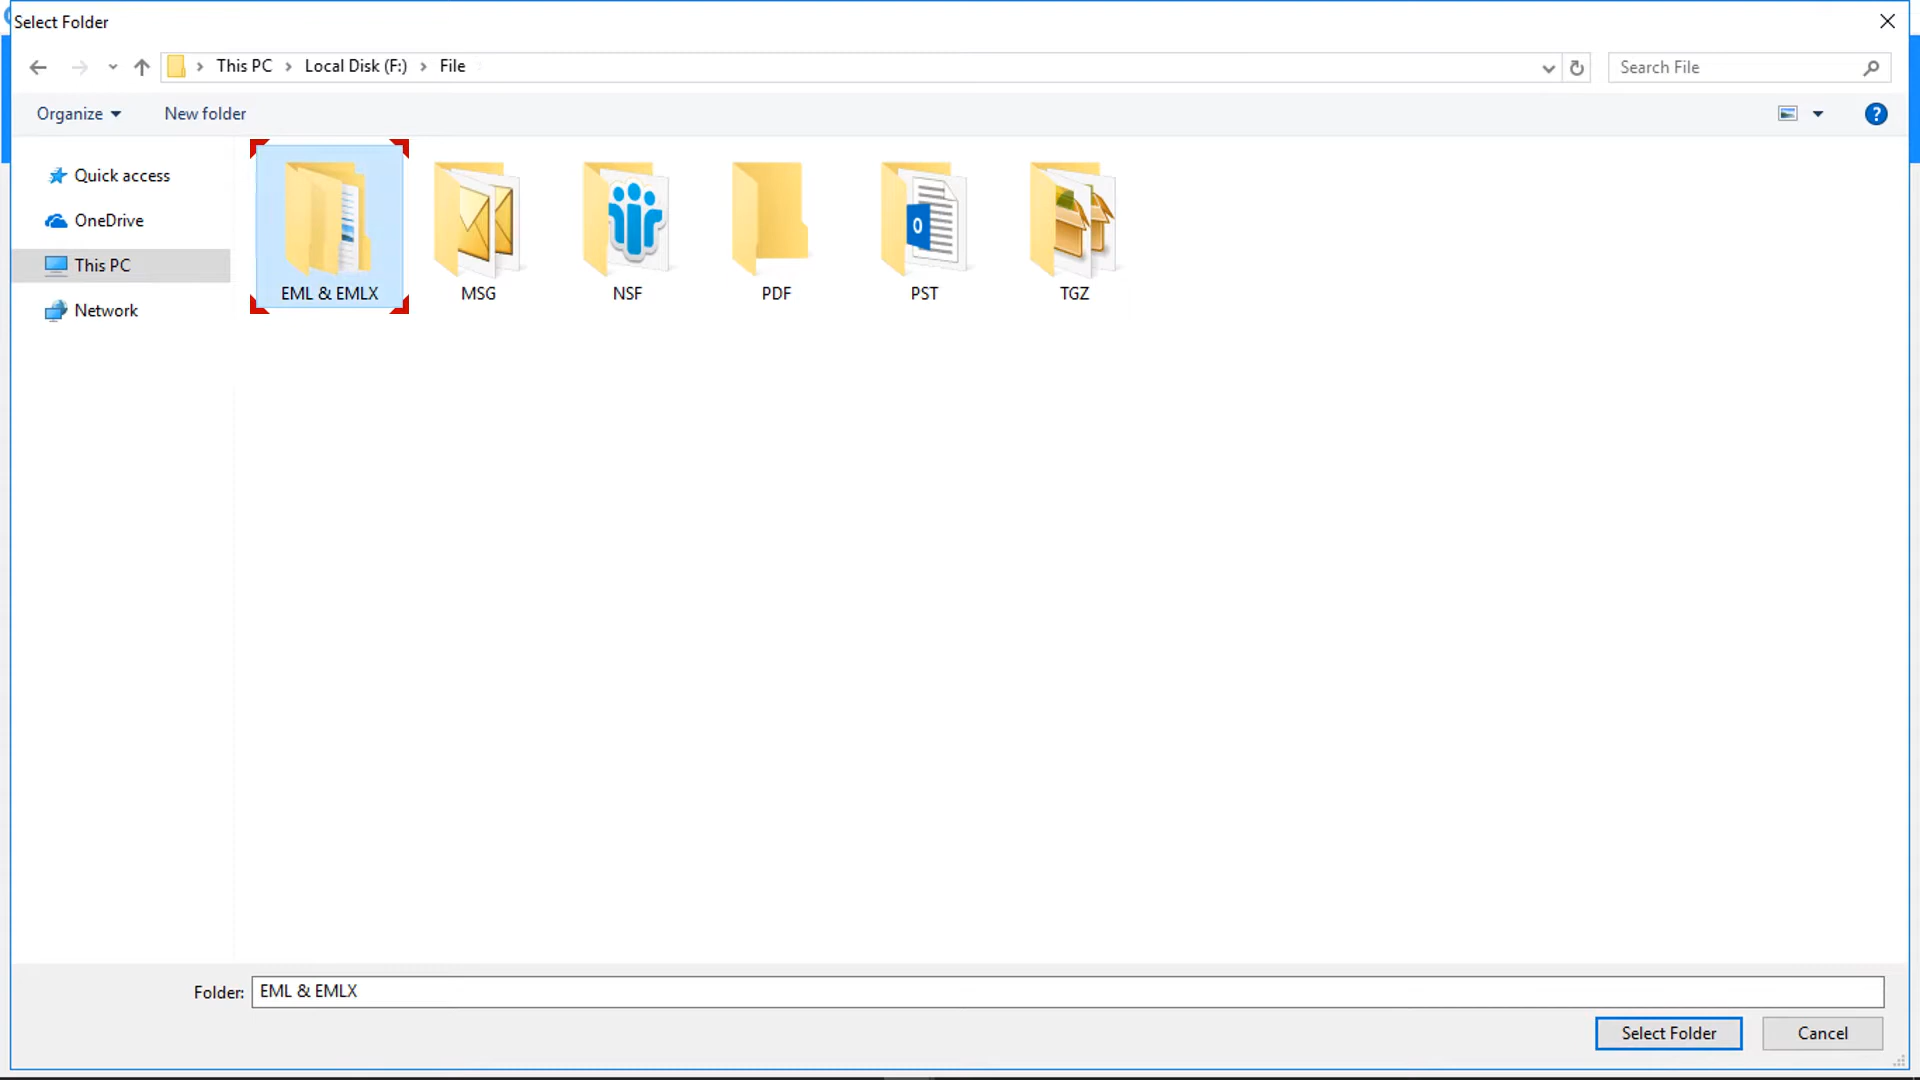 Select Folder
This PC > Local Disk (F:) > File
Search File
Organize
New folder
?
Quick access
OneDrive
This PC
Network
EML & EMLX
MSG
NSF
PDF
PST
TGZ
Folder: EML & EMLX
Select Folder
Cancel